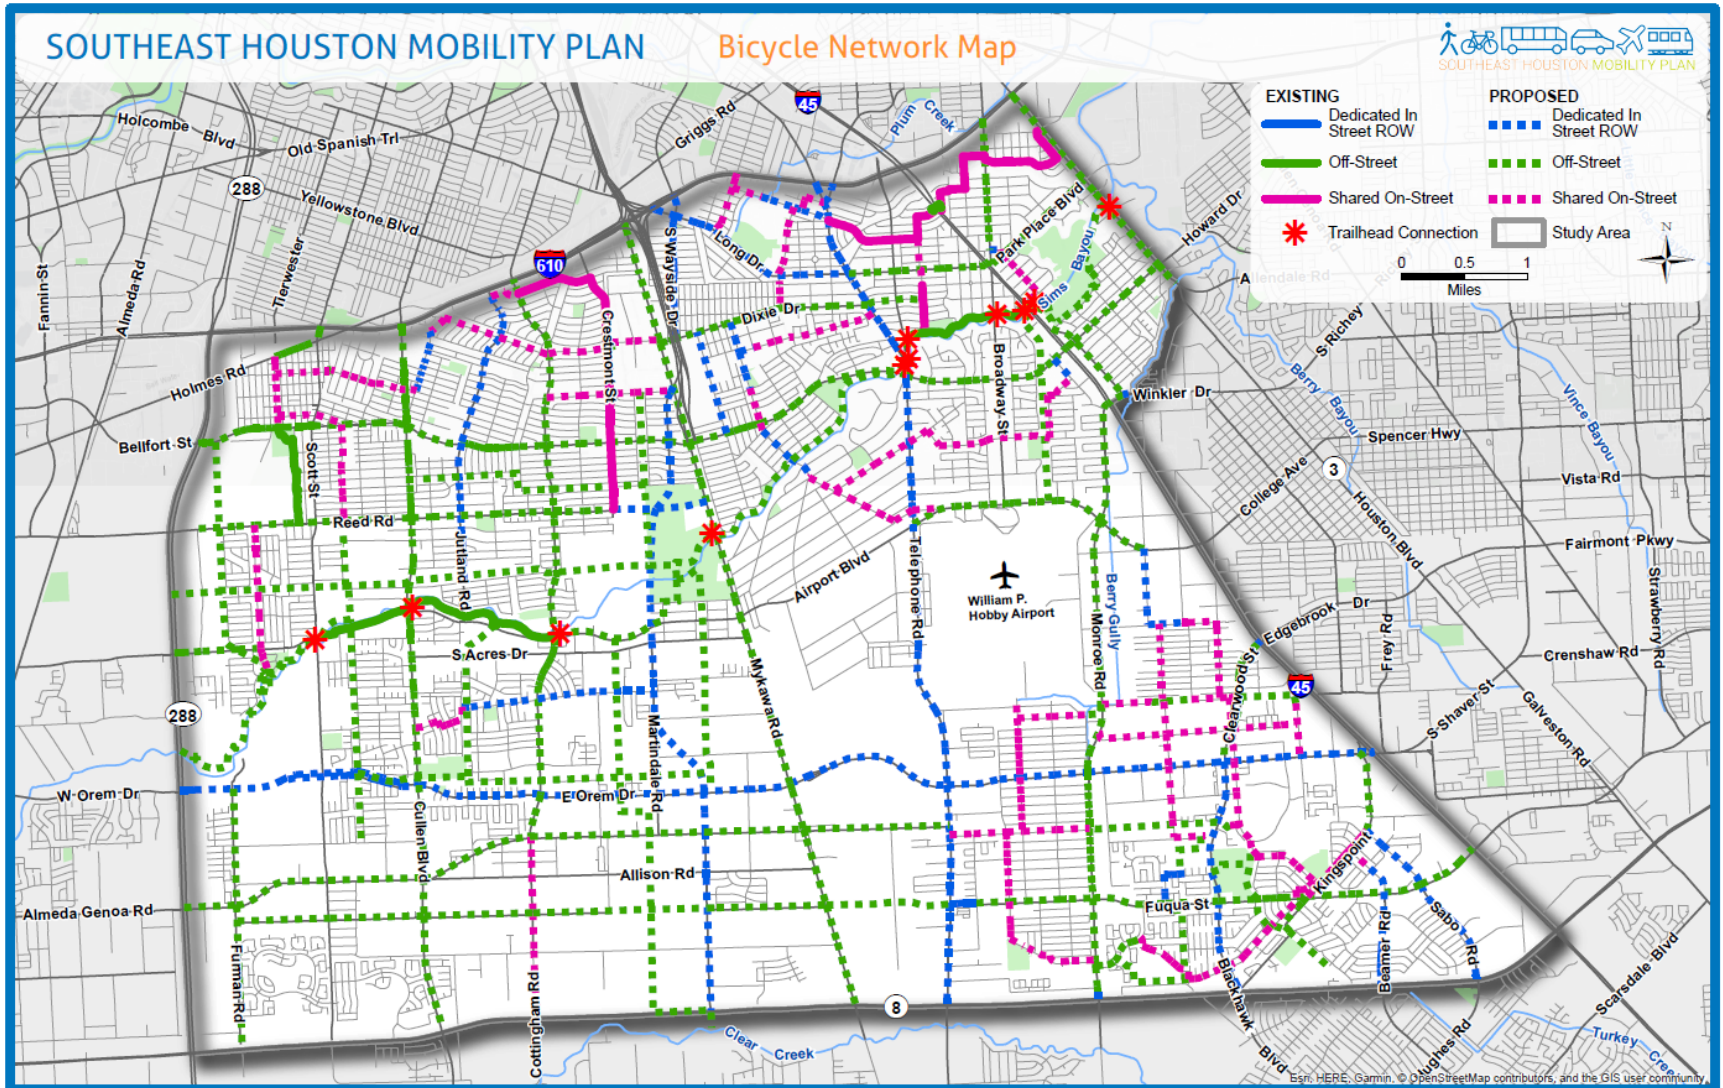 SOUTHEAST HOUSTON MOBILITY PLAN
Bicycle Network Map
SOUTHEAST HOUSTON MOBILITY PLAN
EXISTING
PROPOSED
Dedicated In
Street ROW
Dedicated In
Street ROW
Off-Street
Off-Street
Shared On-Street
Shared On-Street
Trailhead Connection
Study Area
N
0 0.5 1
Miles
Holcombe Blvd
Old Spanish Trl
Griggs Rd
45
Plum Creek
288
Yellowstone Blvd
Tierwester
Fannin St
Almeda Rd
610
S Wayside Dr
Long Dr
Park Place Blvd
Howard Dr
Allendale Rd
Sims Bayou
Dixie Dr
Crestmont St
Holmes Rd
Broadway St
S Richey
Berry Bayou
Winkler Dr
Vince Bayou
Bellfort St
Scott St
Spencer Hwy
College Ave
3
Vista Rd
Reed Rd
Houston Blvd
Jutland Rd
Telephone Rd
Airport Blvd
William P.
Hobby Airport
Berry Gully
Monroe Rd
Fairmont Pkwy
Strawberry Rd
Edgebrook Dr
Frey Rd
Crenshaw Rd
S Acres Dr
Mykawa Rd
Martindale Rd
Clearwood St
45
S Shaver St
Galveston Rd
288
W Orem Dr
E Orem Dr
Cullen Blvd
Allison Rd
Kingspoint
Almeda Genoa Rd
Fuqua St
Sabo Rd
Beamer Rd
Furman Rd
Cottingham Rd
Blackhawk Blvd
Scarsdale Blvd
8
Clear Creek
Hughes Rd
Turkey Creek
Esri, HERE, Garmin, © OpenStreetMap contributors, and the GIS user community